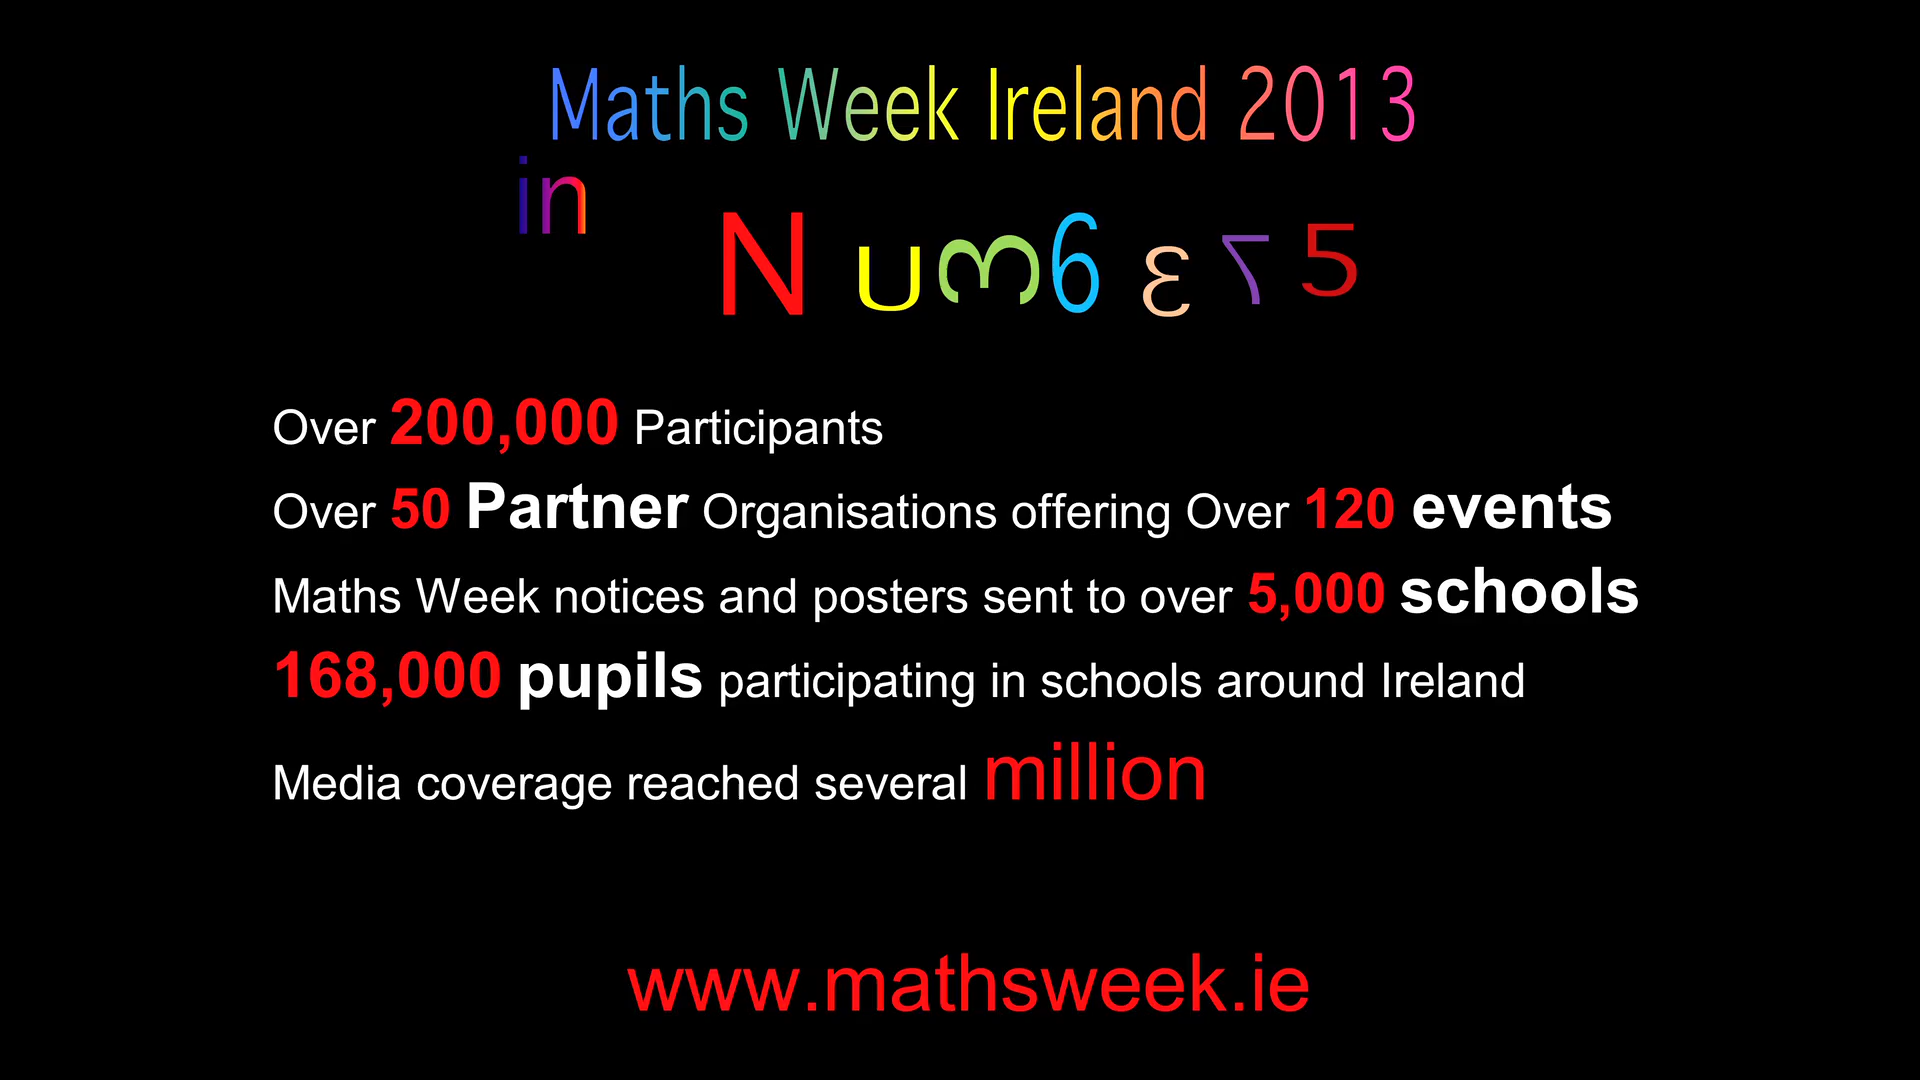 Maths Week Ireland 2013
in
Num6ɛ75
Over 200,000 Participants
Over 50 Partner Organisations offering Over 120 events
Maths Week notices and posters sent to over 5,000 schools
168,000 pupils participating in schools around Ireland
Media coverage reached several million
www.mathsweek.ie